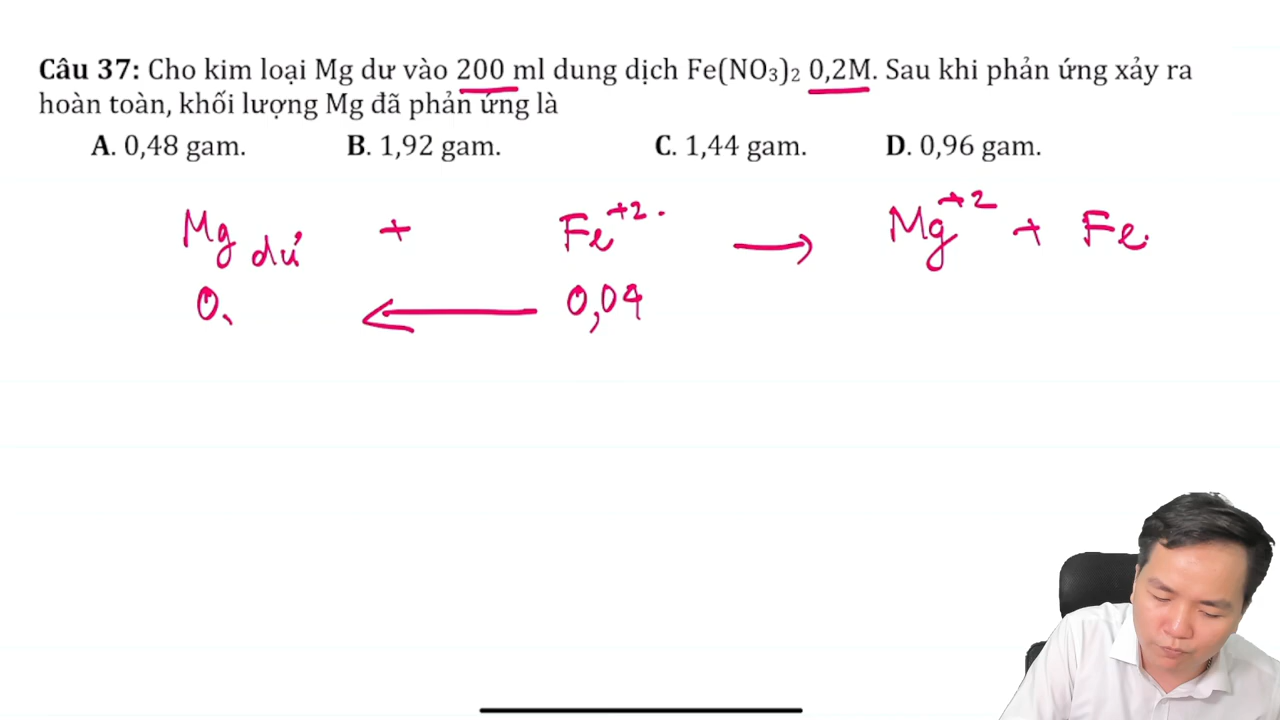 Câu 37: Cho kim loại Mg dư vào 200 ml dung dịch Fe(NO₃)₂ 0,2M. Sau khi phản ứng xảy ra
hoàn toàn, khối lượng Mg đã phản ứng là
A. 0,48 gam. B. 1,92 gam. C. 1,44 gam. D. 0,96 gam.
Mg dư + Fe⁺². → Mg⁺² + Fe.
0, ← 0,04